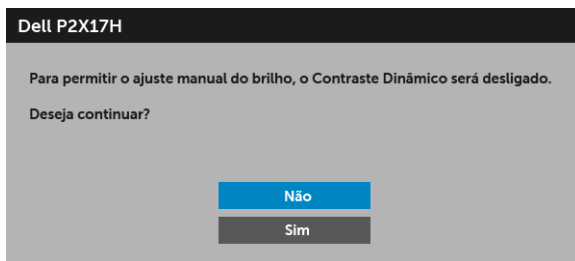 Dell P2X17H
Para permitir o ajuste manual do brilho, o Contraste Dinâmico será desligado.
Deseja continuar?
Não
Sim